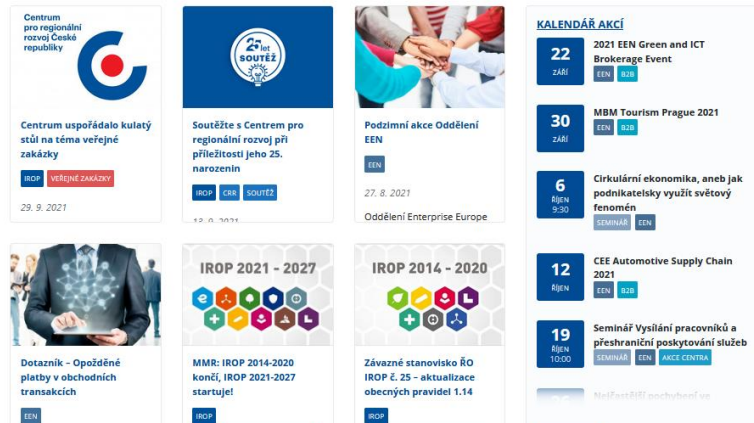 Centrum
pro regionální
rozvoj České
republiky
Centrum uspořádalo kulatý
stůl na téma veřejné
zakázky
IROP VEŘEJNÉ ZAKÁZKY
29. 9. 2021
25 let
SOUTĚŽ
Soutěžte s Centrem pro
regionální rozvoj při
příležitosti jeho 25.
narozenin
IROP CRR SOUTĚŽ
13. 9. 2021
Podzimní akce Oddělení
EEN
EEN
27. 8. 2021
Oddělení Enterprise Europe
Dotazník – Opožděné
platby v obchodních
transakcích
EEN
IROP 2021 - 2027
MMR: IROP 2014-2020
končí, IROP 2021-2027
startuje!
IROP
IROP 2014 - 2020
Závazné stanovisko ŘO
IROP č. 25 – aktualizace
obecných pravidel 1.14
IROP
KALENDÁŘ AKCÍ
22
ZÁŘÍ
2021 EEN Green and ICT
Brokerage Event
EEN B2B
30
ZÁŘÍ
MBM Tourism Prague 2021
EEN B2B
6
ŘÍJEN
9:30
Cirkulární ekonomika, aneb jak
podnikatelsky využít světový
fenomén
SEMINÁŘ EEN
12
ŘÍJEN
CEE Automotive Supply Chain
2021
EEN B2B
19
ŘÍJEN
10:00
Seminář Vysílání pracovníků a
přeshraniční poskytování služeb
SEMINÁŘ EEN AKCE CENTRA
Nejčastější pochybení ve